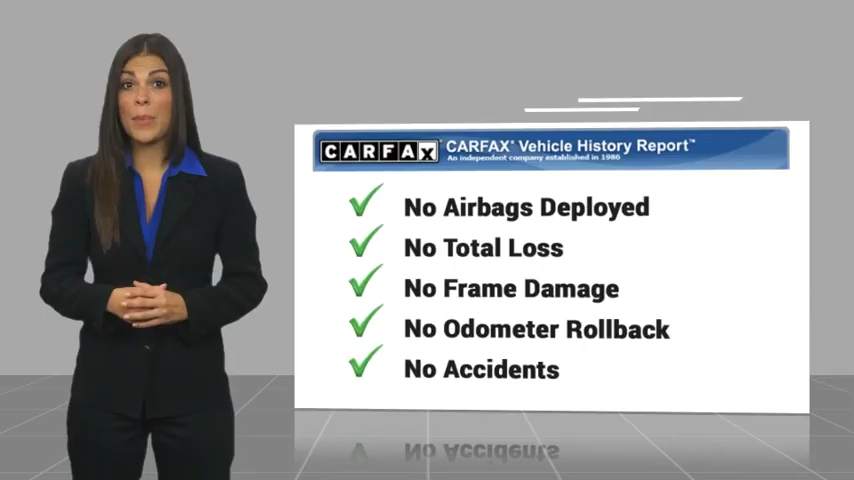 CARFAX CARFAX® Vehicle History Report™
An independent company established in 1986
No Airbags Deployed
No Total Loss
No Frame Damage
No Odometer Rollback
No Accidents
No Accidents